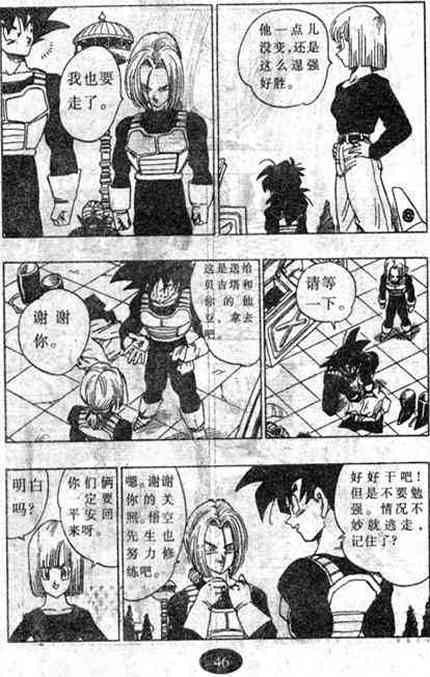 他一点儿
没变,还是
这么逞强
好胜。
我也要
走了。
请等
一下。
这是送给
贝吉塔和
你的他
豆,拿去
吧。
谢谢
你。
好好干吧!
但是不要勉
强。情况不
妙就逃走,
记住了?
嗯。谢谢
你的关
照。悟空
先生也
努力修
练吧。
你们俩
定要
平安回
来呀。
明白
吗?
46